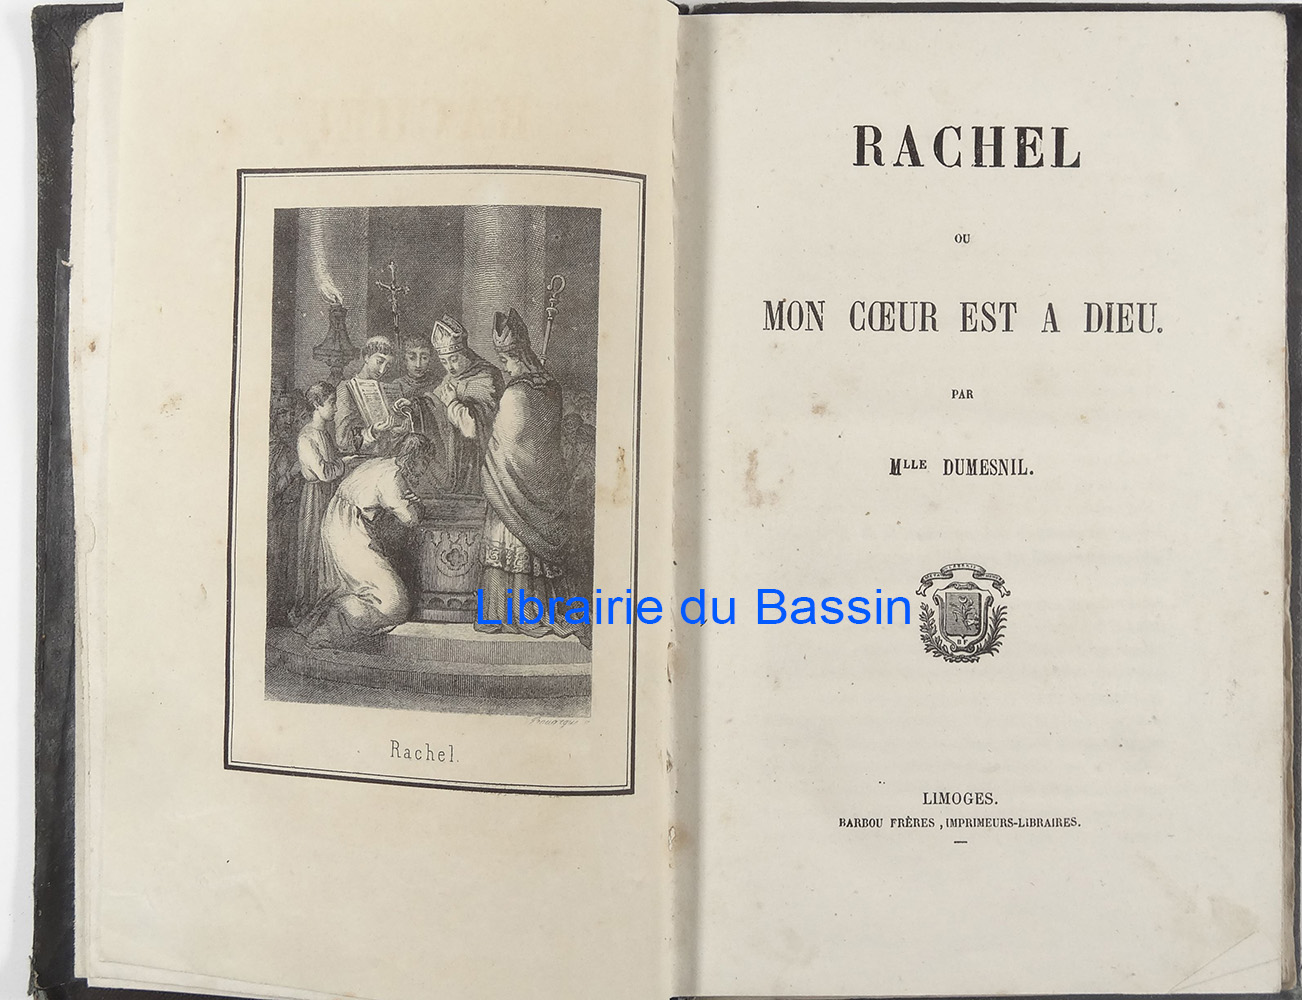 Rachel.
RACHEL
OU
MON CŒUR EST A DIEU.
PAR
MLLE DUMESNIL.
LIMOGES.
BARBOU FRÈRES , IMPRIMEURS-LIBRAIRES.
Librairie du Bassin